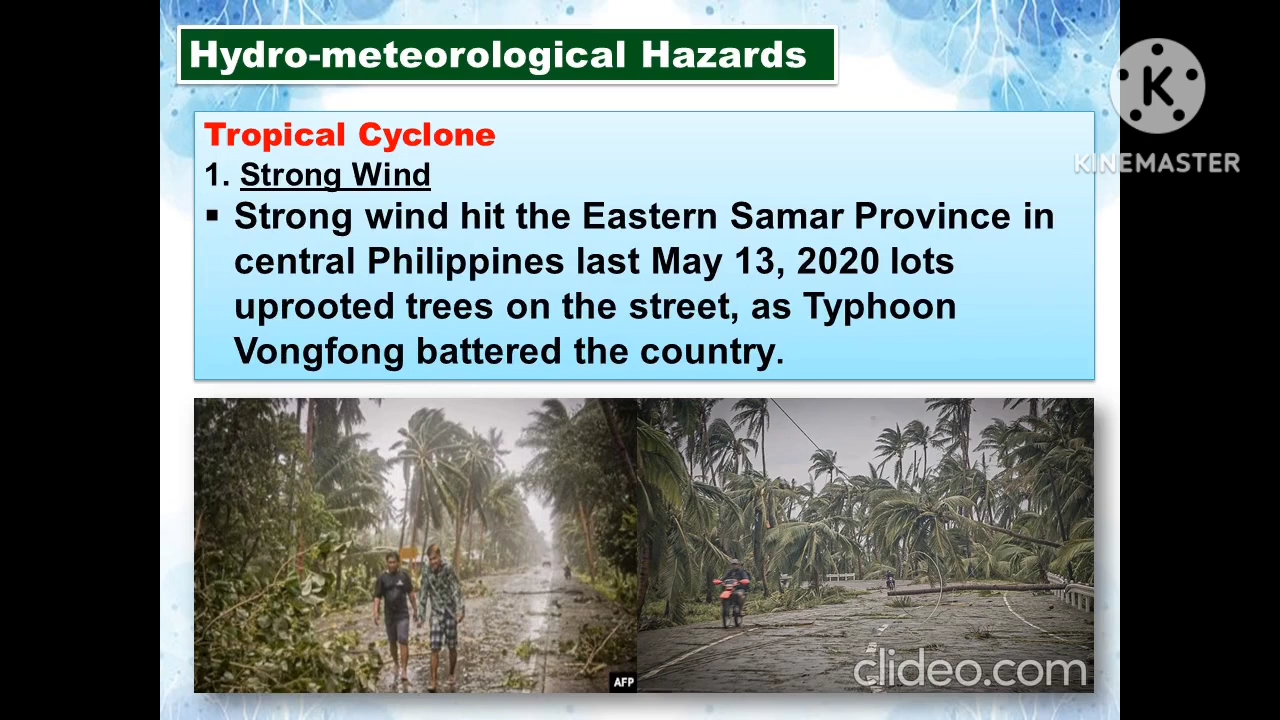 Hydro-meteorological Hazards
K
KINEMASTER
Tropical Cyclone
1. Strong Wind
▪ Strong wind hit the Eastern Samar Province in
central Philippines last May 13, 2020 lots
uprooted trees on the street, as Typhoon
Vongfong battered the country.
AFP
clideo.com